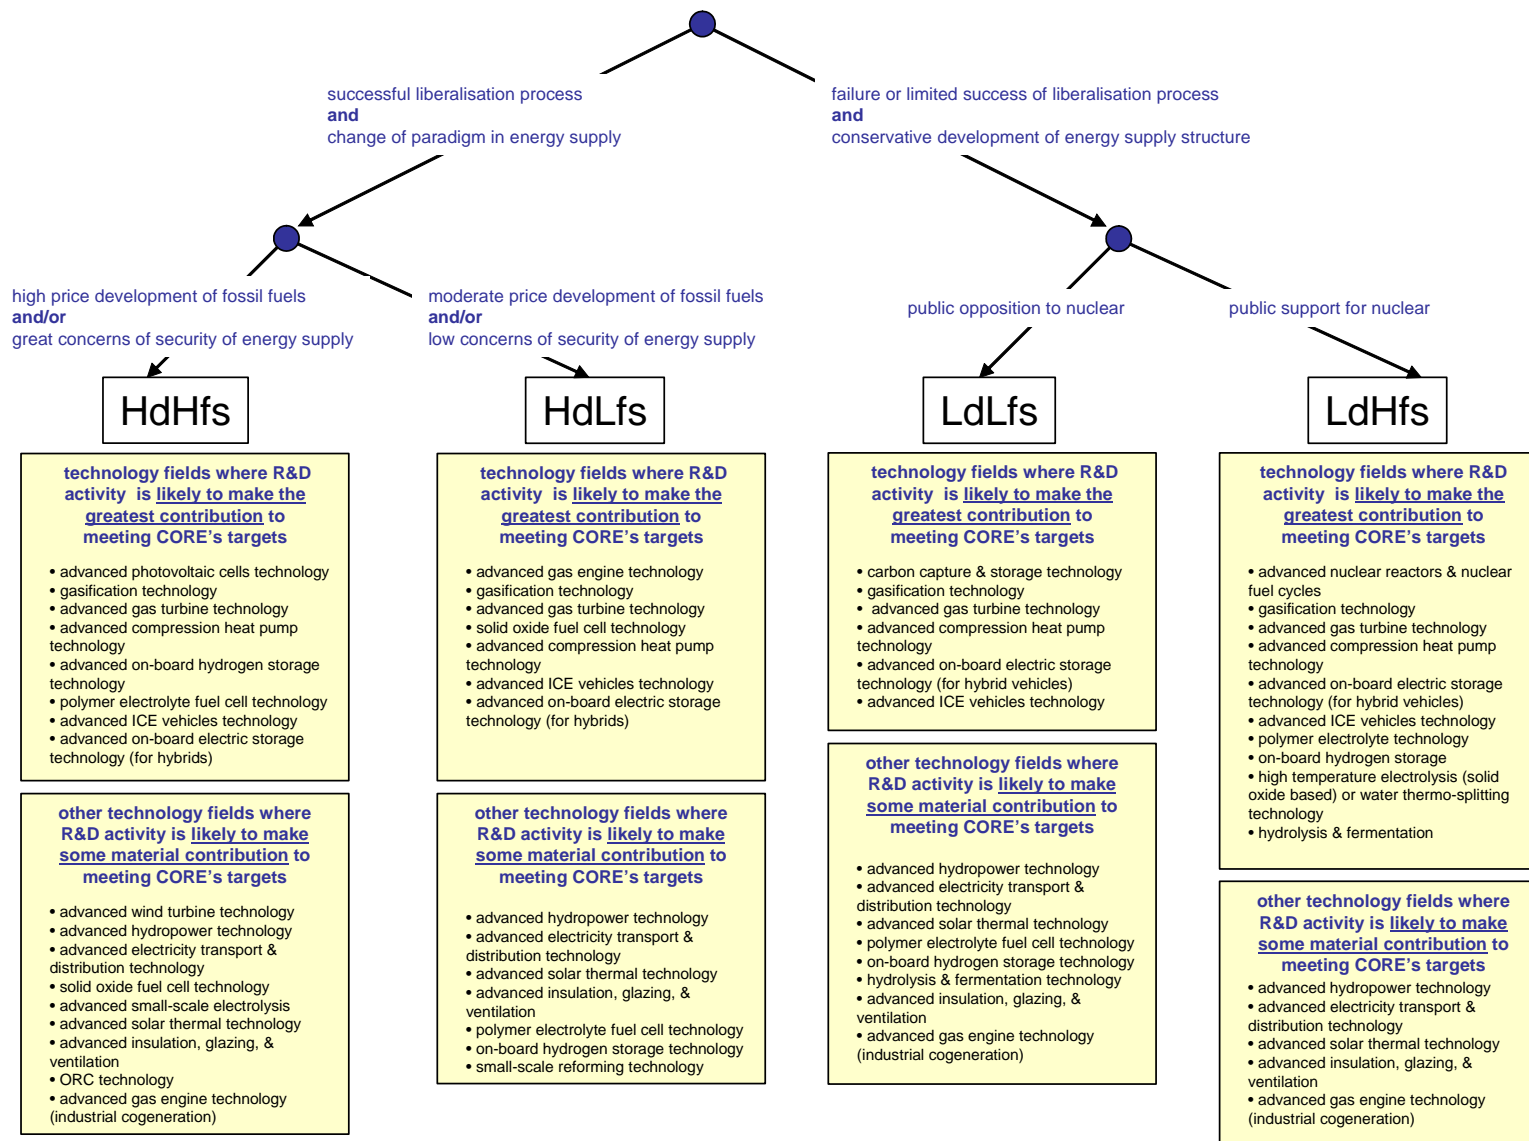 successful liberalisation process
and
change of paradigm in energy supply
failure or limited success of liberalisation process
and
conservative development of energy supply structure
high price development of fossil fuels
and/or
great concerns of security of energy supply
moderate price development of fossil fuels
and/or
low concerns of security of energy supply
public opposition to nuclear
public support for nuclear
HdHfs
HdLfs
LdLfs
LdHfs
technology fields where R&D
activity is likely to make the
greatest contribution to
meeting CORE's targets
• advanced photovoltaic cells technology
• gasification technology
• advanced gas turbine technology
• advanced compression heat pump
technology
• advanced on-board hydrogen storage
technology
• polymer electrolyte fuel cell technology
• advanced ICE vehicles technology
• advanced on-board electric storage
technology (for hybrids)
other technology fields where
R&D activity is likely to make
some material contribution to
meeting CORE's targets
• advanced wind turbine technology
• advanced hydropower technology
• advanced electricity transport &
distribution technology
• solid oxide fuel cell technology
• advanced small-scale electrolysis
• advanced solar thermal technology
• advanced insulation, glazing, &
ventilation
• ORC technology
• advanced gas engine technology
(industrial cogeneration)
technology fields where R&D
activity is likely to make the
greatest contribution to
meeting CORE's targets
• advanced gas engine technology
• gasification technology
• advanced gas turbine technology
• solid oxide fuel cell technology
• advanced compression heat pump
technology
• advanced ICE vehicles technology
• advanced on-board electric storage
technology (for hybrids)
other technology fields where
R&D activity is likely to make
some material contribution to
meeting CORE's targets
• advanced hydropower technology
• advanced electricity transport &
distribution technology
• advanced solar thermal technology
• advanced insulation, glazing, &
ventilation
• polymer electrolyte fuel cell technology
• on-board hydrogen storage technology
• small-scale reforming technology
technology fields where R&D
activity is likely to make the
greatest contribution to
meeting CORE's targets
• carbon capture & storage technology
• gasification technology
• advanced gas turbine technology
• advanced compression heat pump
technology
• advanced on-board electric storage
technology (for hybrid vehicles)
• advanced ICE vehicles technology
other technology fields where
R&D activity is likely to make
some material contribution to
meeting CORE's targets
• advanced hydropower technology
• advanced electricity transport &
distribution technology
• advanced solar thermal technology
• polymer electrolyte fuel cell technology
• on-board hydrogen storage technology
• hydrolysis & fermentation technology
• advanced insulation, glazing, &
ventilation
• advanced gas engine technology
(industrial cogeneration)
technology fields where R&D
activity is likely to make the
greatest contribution to
meeting CORE's targets
• advanced nuclear reactors & nuclear
fuel cycles
• gasification technology
• advanced gas turbine technology
• advanced compression heat pump
technology
• advanced on-board electric storage
technology (for hybrid vehicles)
• advanced ICE vehicles technology
• polymer electrolyte technology
• on-board hydrogen storage
• high temperature electrolysis (solid
oxide based) or water thermo-splitting
technology
• hydrolysis & fermentation
other technology fields where
R&D activity is likely to make
some material contribution to
meeting CORE's targets
• advanced hydropower technology
• advanced electricity transport &
distribution technology
• advanced solar thermal technology
• advanced insulation, glazing, &
ventilation
• advanced gas engine technology
(industrial cogeneration)